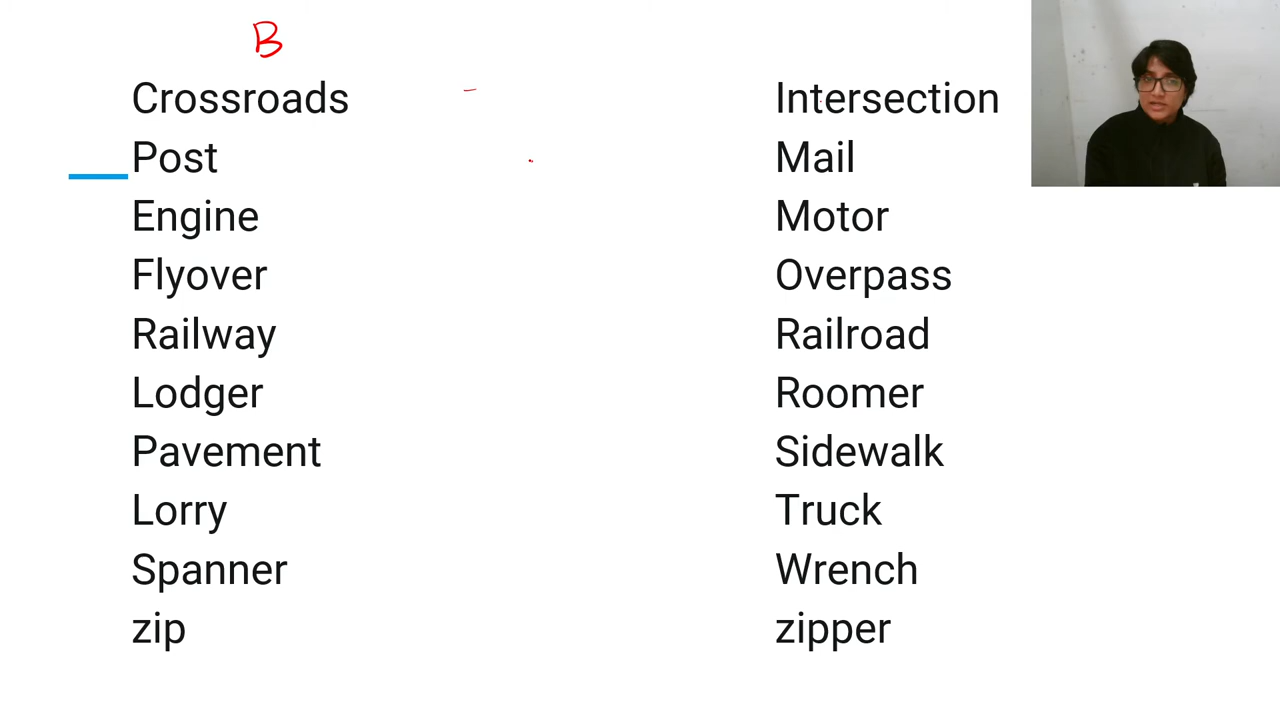 B
Crossroads Intersection
Post Mail
Engine Motor
Flyover Overpass
Railway Railroad
Lodger Roomer
Pavement Sidewalk
Lorry Truck
Spanner Wrench
zip zipper